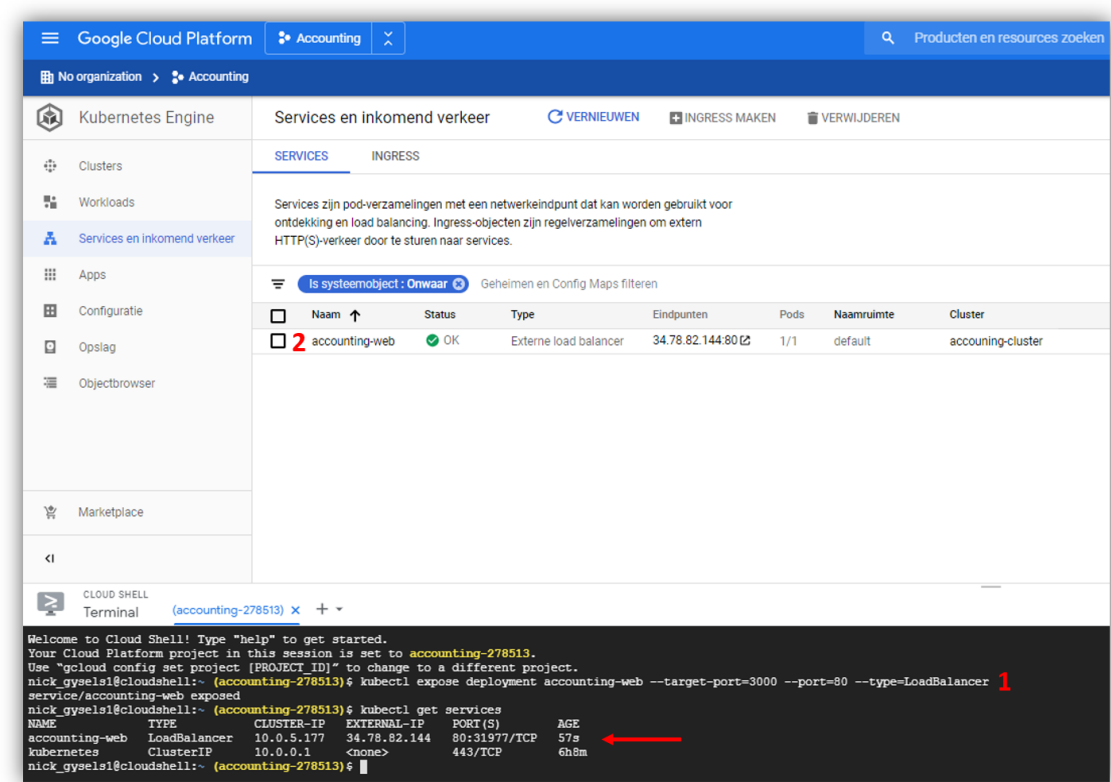 Google Cloud Platform Accounting Producten en resources zoeken
No organization > Accounting
Kubernetes Engine
Services en inkomend verkeer VERNIEUWEN INGRESS MAKEN VERWIJDEREN
Clusters
Workloads
Services en inkomend verkeer
Apps
Configuratie
Opslag
Objectbrowser
Marketplace
SERVICES INGRESS
Services zijn pod-verzamelingen met een netwerkeindpunt dat kan worden gebruikt voor
ontdekking en load balancing. Ingress-objecten zijn regelverzamelingen om extern
HTTP(S)-verkeer door te sturen naar services.
Is systeemobject : Onwaar Geheimen en Config Maps filteren
Naam Status Type Eindpunten Pods Naamruimte Cluster
2 accounting-web OK Externe load balancer 34.78.82.144:80 1/1 default accouning-cluster
CLOUD SHELL
Terminal (accounting-278513) x +
Welcome to Cloud Shell! Type "help" to get started.
Your Cloud Platform project in this session is set to accounting-278513.
Use “gcloud config set project [PROJECT_ID]” to change to a different project.
nick_gysels1@cloudshell:~ (accounting-278513)$ kubectl expose deployment accounting-web --target-port=3000 --port=80 --type=LoadBalancer 1
service/accounting-web exposed
nick_gysels1@cloudshell:~ (accounting-278513)$ kubectl get services
NAME TYPE CLUSTER-IP EXTERNAL-IP PORT(S) AGE
accounting-web LoadBalancer 10.0.5.177 34.78.82.144 80:31977/TCP 57s
kubernetes ClusterIP 10.0.0.1 <none> 443/TCP 6h8m
nick_gysels1@cloudshell:~ (accounting-278513)$